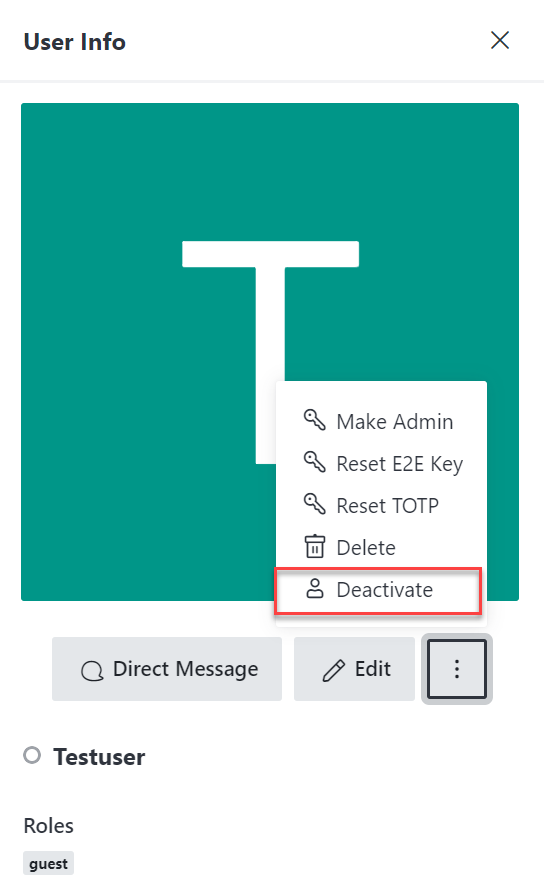 User Info
T
Make Admin
Reset E2E Key
Reset TOTP
Delete
Deactivate
Direct Message
Edit
Testuser
Roles
guest